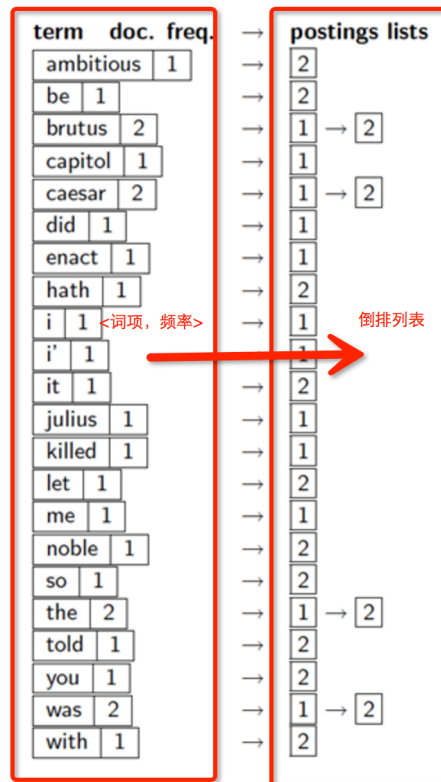 term doc. freq. → postings lists
ambitious 1 → 2
be 1 → 2
brutus 2 → 1 → 2
capitol 1 → 1
caesar 2 → 1 → 2
did 1 → 1
enact 1 → 1
hath 1 → 2
i 1 <词项，频率> → 1 倒排列表
i' 1 → 1
it 1 → 2
julius 1 → 1
killed 1 → 1
let 1 → 2
me 1 → 1
noble 1 → 2
so 1 → 2
the 2 → 1 → 2
told 1 → 2
you 1 → 2
was 2 → 1 → 2
with 1 → 2